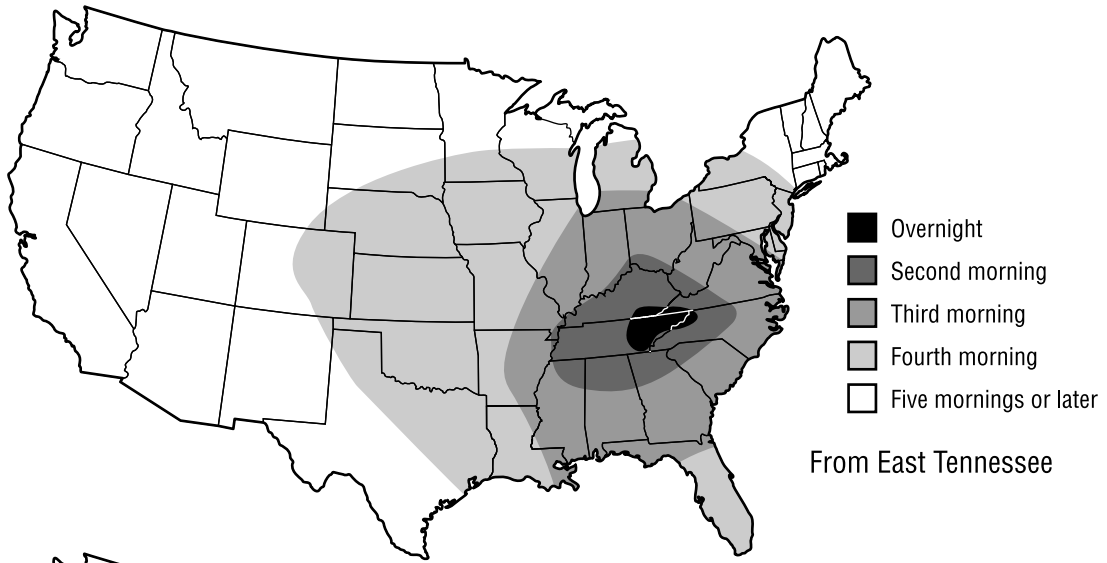 Overnight
Second morning
Third morning
Fourth morning
Five mornings or later
From East Tennessee